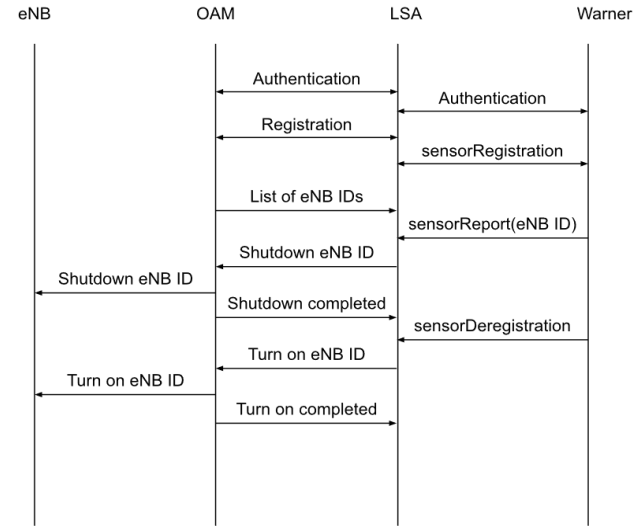 eNB OAM LSA Warner
Authentication
Authentication
Registration
sensorRegistration
List of eNB IDs
sensorReport(eNB ID)
Shutdown eNB ID
Shutdown eNB ID
Shutdown completed
sensorDeregistration
Turn on eNB ID
Turn on eNB ID
Turn on completed